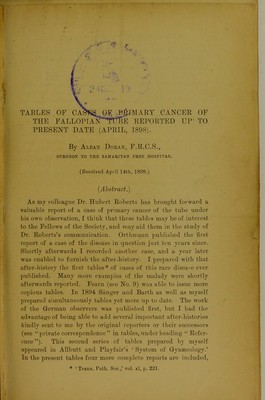 TABLES OF CASES OF PRIMARY CANCER OF
THE FALLOPIAN TUBE REPORTED UP TO
PRESENT DATE (APRIL, 1898).
By ALBAN DORAN, F.R.C.S.,
SURGEON TO THE SAMARITAN FREE HOSPITAL.
(Received April 14th, 1898.)
(Abstract.)
As my colleague Dr. Hubert Roberts has brought forward a
valuable report of a case of primary cancer of the tube under
his own observation, I think that these tables may be of interest
to the Fellows of the Society, and may aid them in the study of
Dr. Roberts's communication. Orthmann published the first
report of a case of the disease in question just ten years since.
Shortly afterwards I recorded another case, and a year later
was enabled to furnish the after-history. I prepared with that
after-history the first tables* of cases of this rare disease ever
published. Many more examples of the malady were shortly
afterwards reported. Fearn (see No. 9) was able to issue more
copious tables. In 1894 Sänger and Barth as well as myself
prepared simultaneously tables yet more up to date. The work
of the German observers was published first, but I had the
advantage of being able to add several important after-histories
kindly sent to me by the original reporters or their successors
(see "private correspondence" in tables, under heading "Refer-
ence"). This second series of tables prepared by myself
appeared in Allbutt and Playfair's 'System of Gynæcology.'
In the present tables four more complete reports are included,
* 'Trans. Path. Soc.,' vol. xl, p. 221.